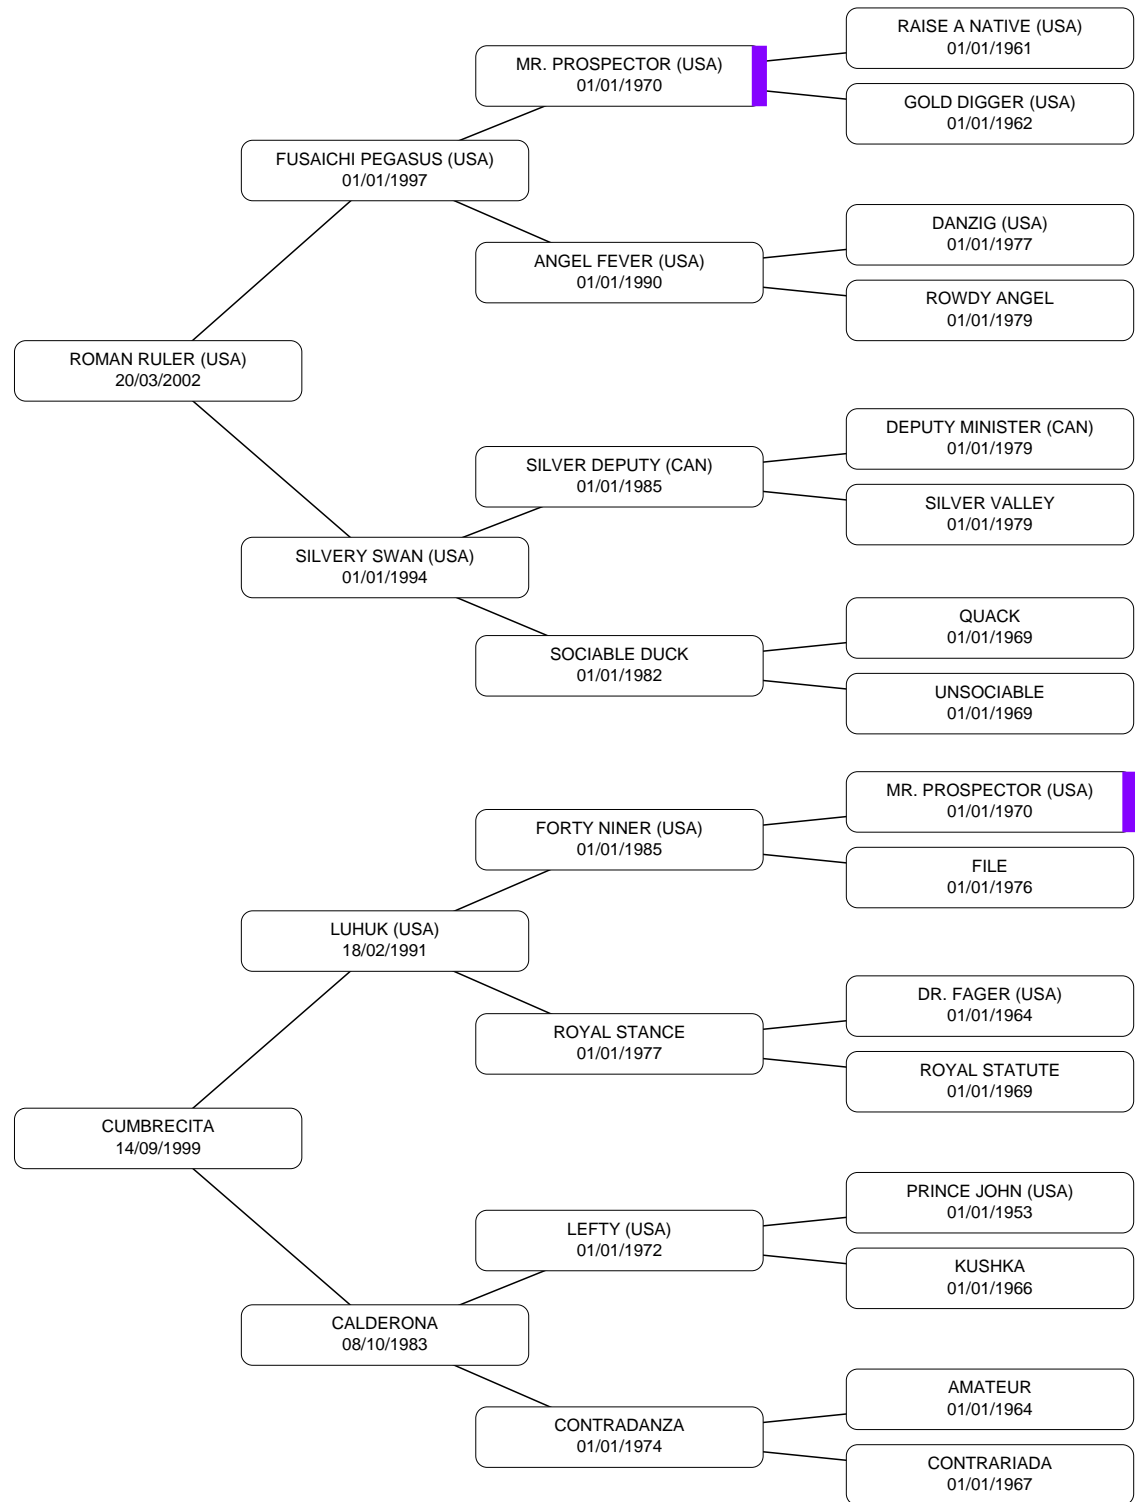 RAISE A NATIVE (USA)
01/01/1961
MR. PROSPECTOR (USA)
01/01/1970
GOLD DIGGER (USA)
01/01/1962
FUSAICHI PEGASUS (USA)
01/01/1997
DANZIG (USA)
01/01/1977
ANGEL FEVER (USA)
01/01/1990
ROWDY ANGEL
01/01/1979
ROMAN RULER (USA)
20/03/2002
DEPUTY MINISTER (CAN)
01/01/1979
SILVER DEPUTY (CAN)
01/01/1985
SILVER VALLEY
01/01/1979
SILVERY SWAN (USA)
01/01/1994
QUACK
01/01/1969
SOCIABLE DUCK
01/01/1982
UNSOCIABLE
01/01/1969
MR. PROSPECTOR (USA)
01/01/1970
FORTY NINER (USA)
01/01/1985
FILE
01/01/1976
LUHUK (USA)
18/02/1991
DR. FAGER (USA)
01/01/1964
ROYAL STANCE
01/01/1977
ROYAL STATUTE
01/01/1969
CUMBRECITA
14/09/1999
PRINCE JOHN (USA)
01/01/1953
LEFTY (USA)
01/01/1972
KUSHKA
01/01/1966
CALDERONA
08/10/1983
AMATEUR
01/01/1964
CONTRADANZA
01/01/1974
CONTRARIADA
01/01/1967